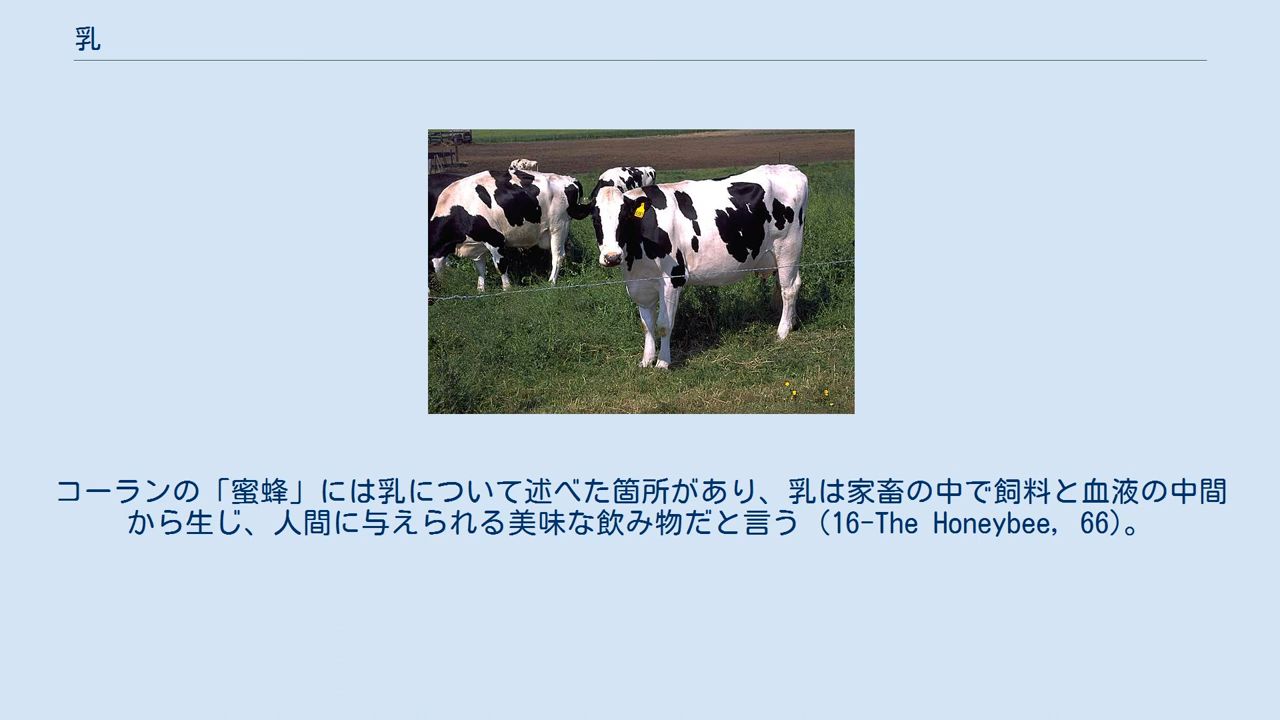 乳
コーランの「蜜蜂」には乳について述べた箇所があり、乳は家畜の中で飼料と血液の中間
から生じ、人間に与えられる美味な飲み物だと言う（16-The Honeybee, 66)。